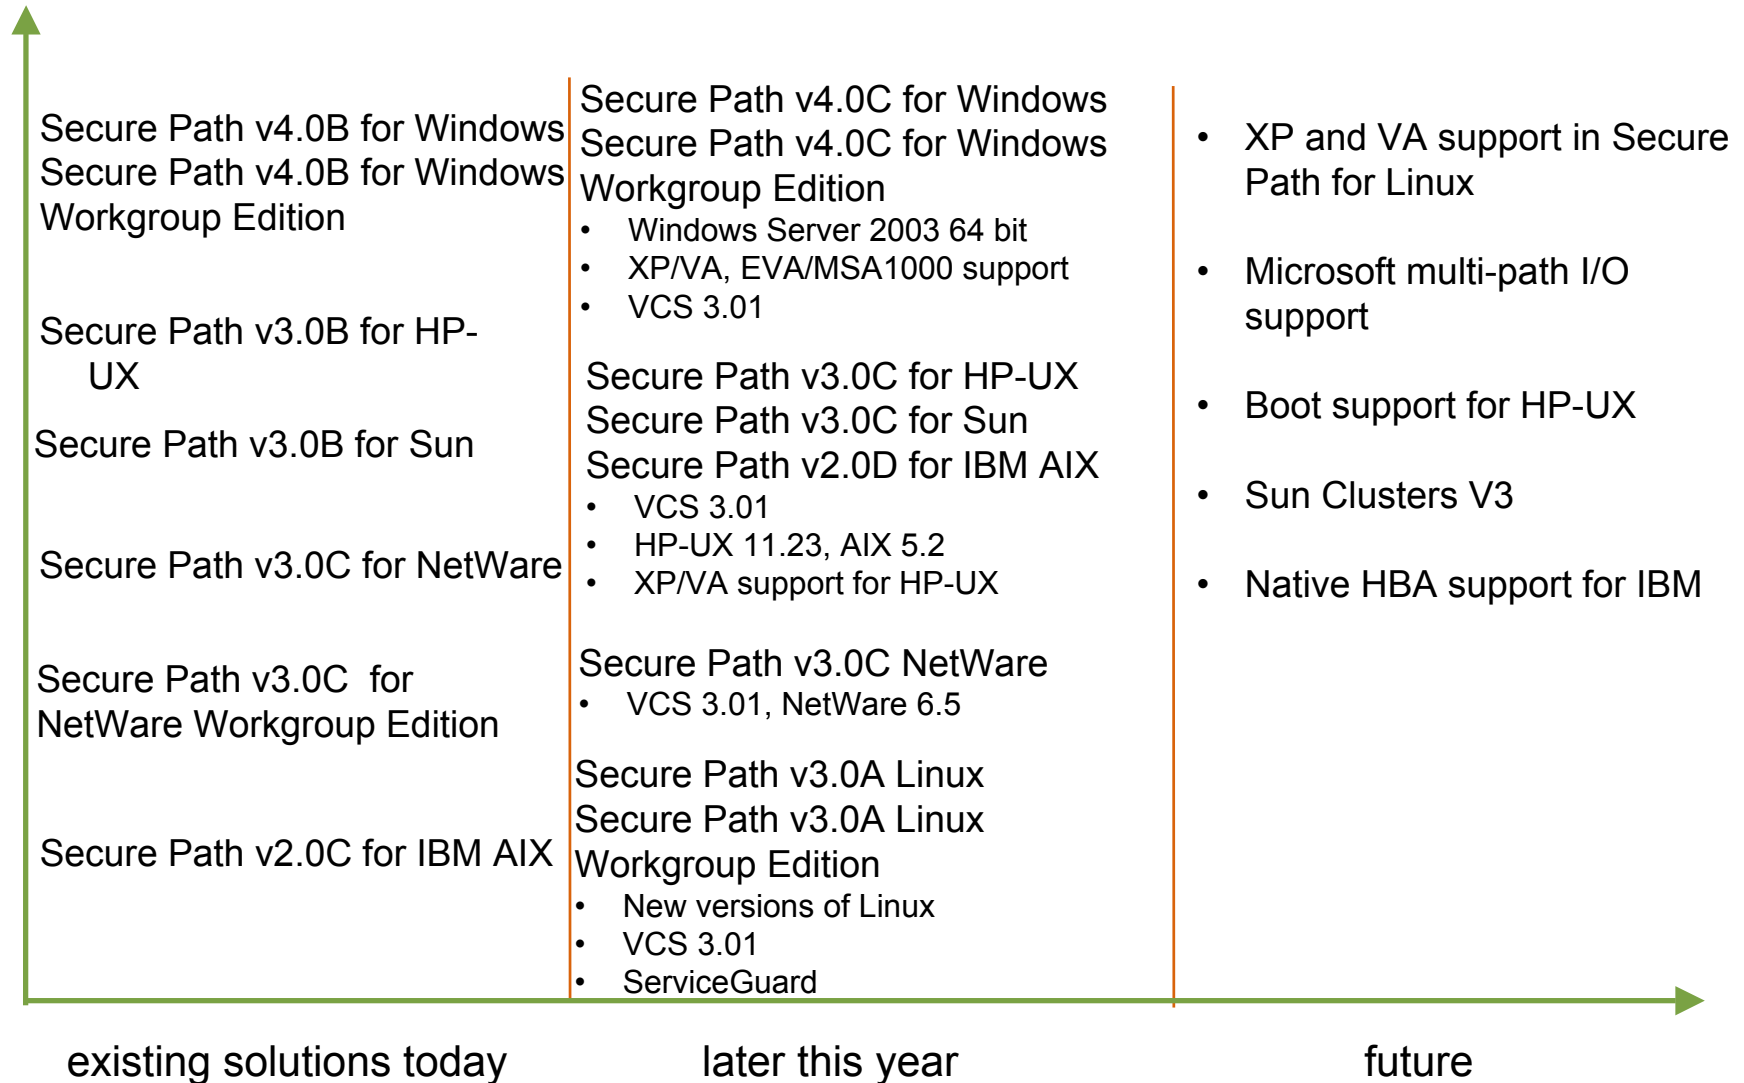 Secure Path v4.0B for Windows
Secure Path v4.0B for Windows
Workgroup Edition
Secure Path v3.0B for HP-
UX
Secure Path v3.0B for Sun
Secure Path v3.0C for NetWare
Secure Path v3.0C  for
NetWare Workgroup Edition
Secure Path v2.0C for IBM AIX
existing solutions today
Secure Path v4.0C for Windows
Secure Path v4.0C for Windows
Workgroup Edition
• Windows Server 2003 64 bit
• XP/VA, EVA/MSA1000 support
• VCS 3.01
Secure Path v3.0C for HP-UX
Secure Path v3.0C for Sun
Secure Path v2.0D for IBM AIX
• VCS 3.01
• HP-UX 11.23, AIX 5.2
• XP/VA support for HP-UX
Secure Path v3.0C NetWare
• VCS 3.01, NetWare 6.5
Secure Path v3.0A Linux
Secure Path v3.0A Linux
Workgroup Edition
• New versions of Linux
• VCS 3.01
• ServiceGuard
later this year
• XP and VA support in Secure
Path for Linux
• Microsoft multi-path I/O
support
• Boot support for HP-UX
• Sun Clusters V3
• Native HBA support for IBM
future